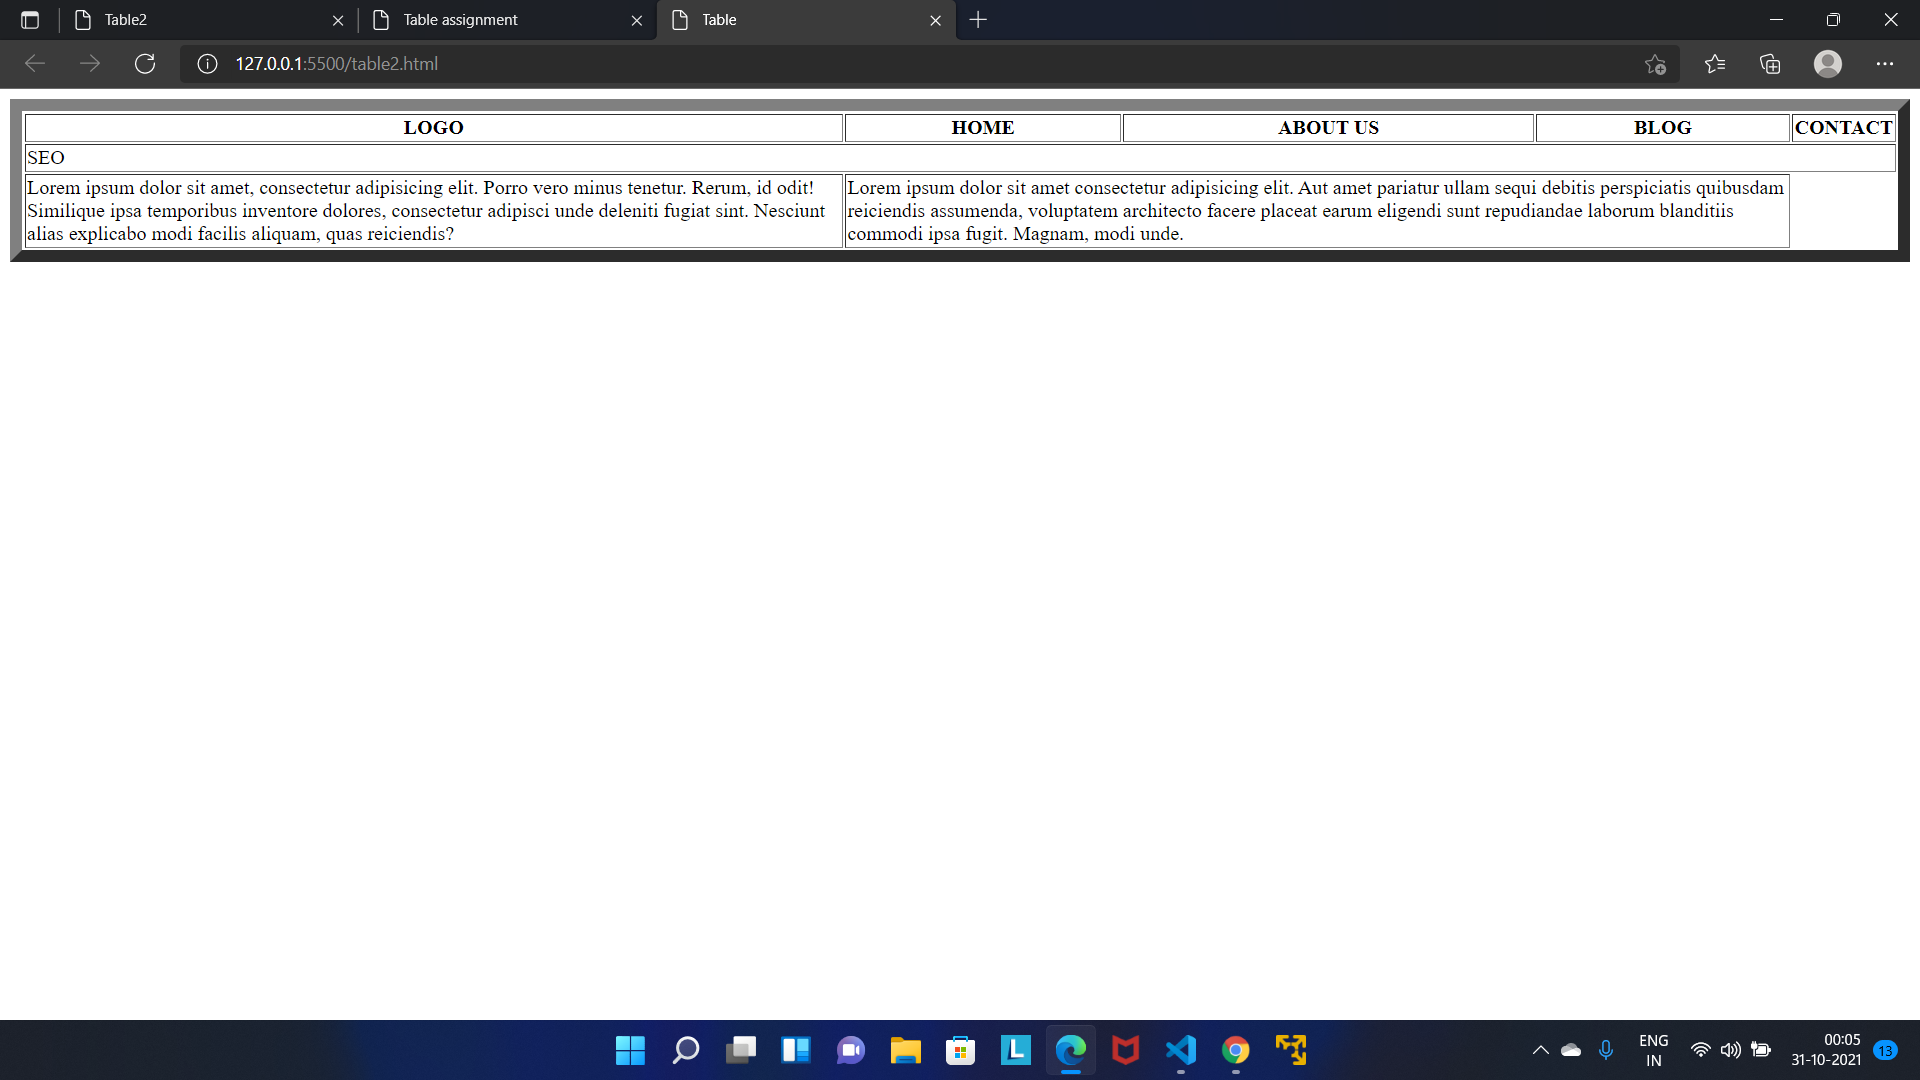 Table2
Table assignment
Table
127.0.0.1:5500/table2.html
LOGO HOME ABOUT US BLOG CONTACT
SEO
Lorem ipsum dolor sit amet, consectetur adipisicing elit. Porro vero minus tenetur. Rerum, id odit!
Similique ipsa temporibus inventore dolores, consectetur adipisci unde deleniti fugiat sint. Nesciunt
alias explicabo modi facilis aliquam, quas reiciendis?
Lorem ipsum dolor sit amet consectetur adipisicing elit. Aut amet pariatur ullam sequi debitis perspiciatis quibusdam
reiciendis assumenda, voluptatem architecto facere placeat earum eligendi sunt repudiandae laborum blanditiis
commodi ipsa fugit. Magnam, modi unde.
L
ENG
IN
00:05
31-10-2021
13